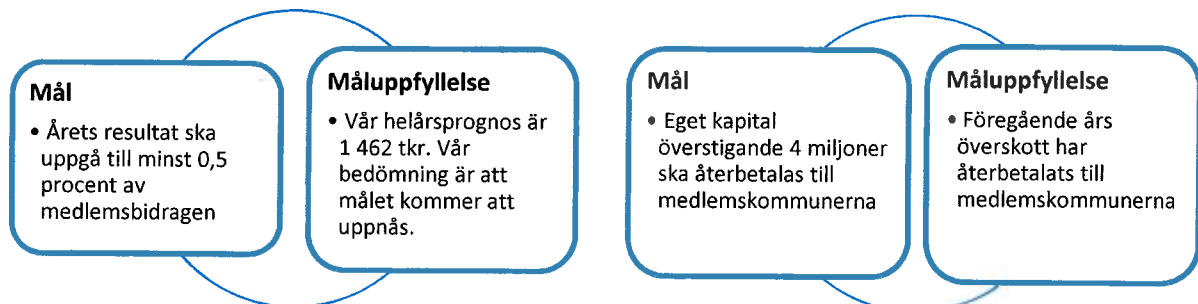 Mål
• Årets resultat ska
uppgå till minst 0,5
procent av
medlemsbidragen
Måluppfyllelse
• Vår helårsprognos är
1 462 tkr. Vår
bedömning är att
målet kommer att
uppnås.
Mål
• Eget kapital
överstigande 4 miljoner
ska återbetalas till
medlemskommunerna
Måluppfyllelse
• Föregående års
överskott har
återbetalats till
medlemskommunerna